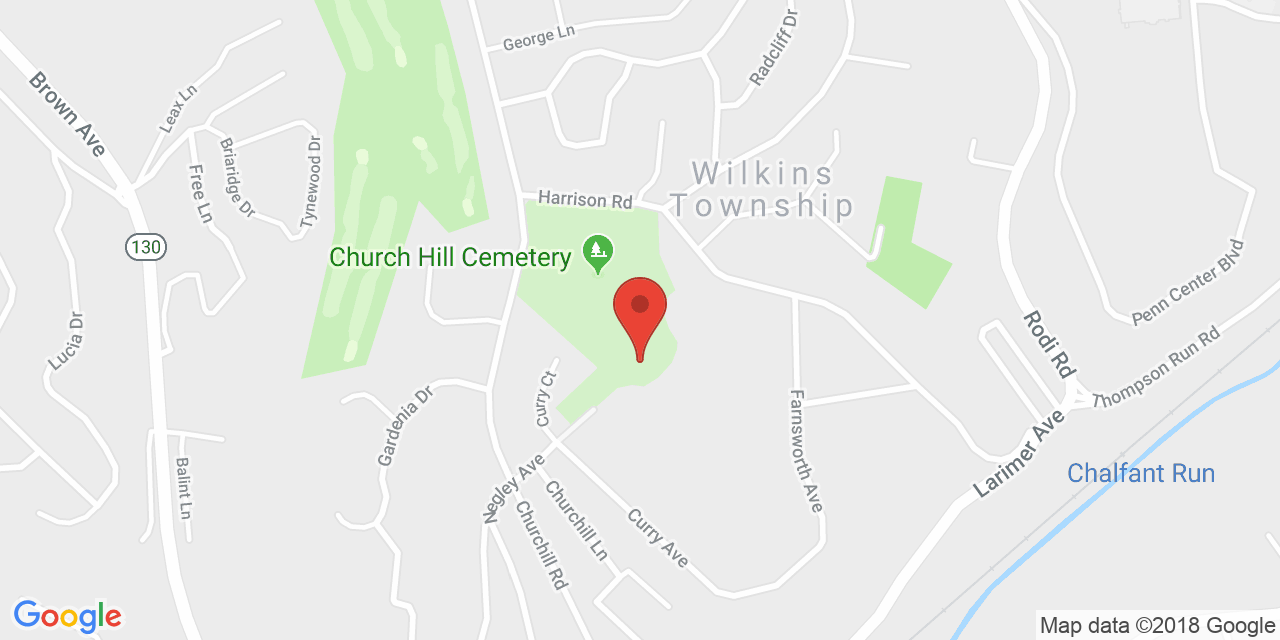 George Ln
Radcliff Dr
Brown Ave
Leax Ln
Briaridge Dr
Tynewood Dr
Free Ln
Wilkins
Township
Harrison Rd
130
Church Hill Cemetery
Penn Center Blvd
Lucia Dr
Rodi Rd
Thompson Run Rd
Curry Ct
Gardenia Dr
Farnsworth Ave
Larimer Ave
Chalfant Run
Balint Ln
Negley Ave
Churchill Ln
Churchill Rd
Curry Ave
Google
Map data ©2018 Google